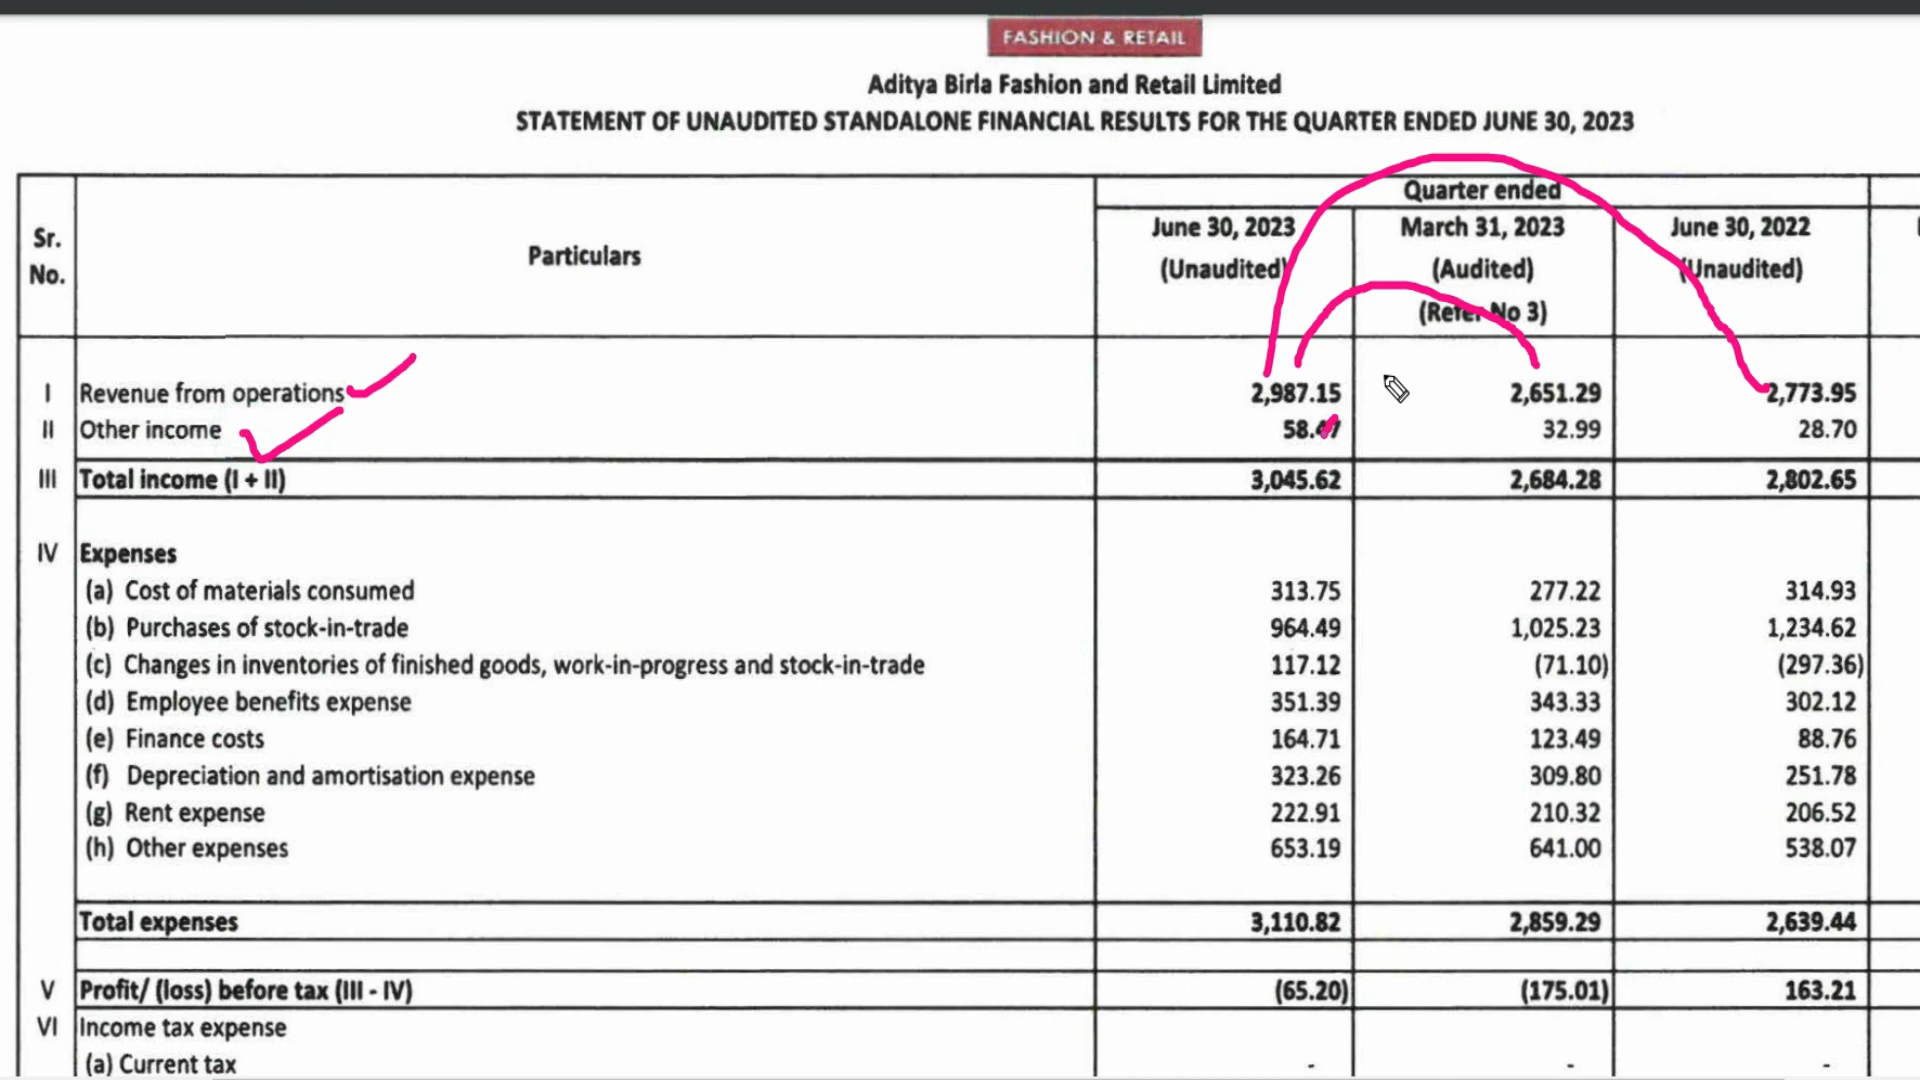 FASHION & RETAIL
Aditya Birla Fashion and Retail Limited
STATEMENT OF UNAUDITED STANDALONE FINANCIAL RESULTS FOR THE QUARTER ENDED JUNE 30, 2023
Sr. No. Particulars Quarter ended
June 30, 2023 March 31, 2023 June 30, 2022
(Unaudited) (Audited) (Unaudited)
(Refer No 3)
I Revenue from operations 2,987.15 2,651.29 2,773.95
II Other income 58.47 32.99 28.70
III Total income (I + II) 3,045.62 2,684.28 2,802.65
IV Expenses
(a) Cost of materials consumed 313.75 277.22 314.93
(b) Purchases of stock-in-trade 964.49 1,025.23 1,234.62
(c) Changes in inventories of finished goods, work-in-progress and stock-in-trade 117.12 (71.10) (297.36)
(d) Employee benefits expense 351.39 343.33 302.12
(e) Finance costs 164.71 123.49 88.76
(f) Depreciation and amortisation expense 323.26 309.80 251.78
(g) Rent expense 222.91 210.32 206.52
(h) Other expenses 653.19 641.00 538.07
Total expenses 3,110.82 2,859.29 2,639.44
V Profit/ (loss) before tax (III - IV) (65.20) (175.01) 163.21
VI Income tax expense
(a) Current tax - - -